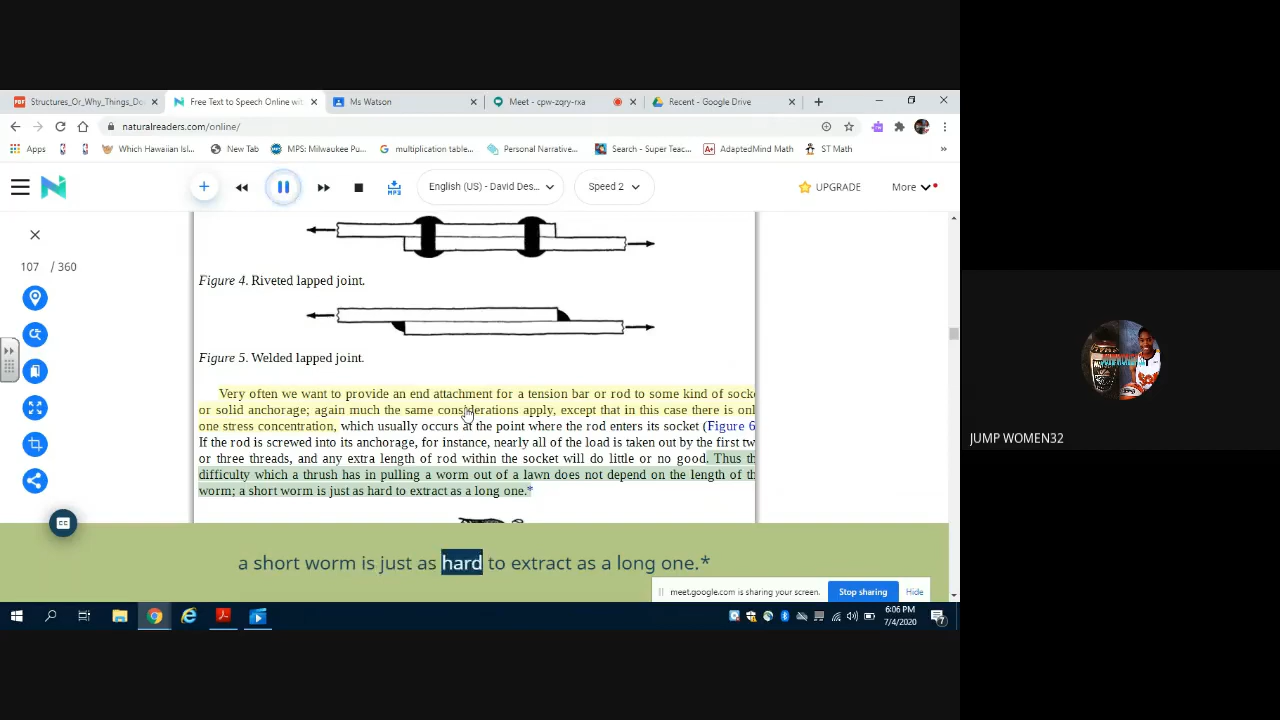 Structures_Or_Why_Things_Do
Free Text to Speech Online wit
Ms Watson
Meet - cpw-zqry-rxa
Recent - Google Drive
naturalreaders.com/online/
Apps
Which Hawaiian Isl...
New Tab
MPS: Milwaukee Pu...
multiplication table...
Personal Narrative...
Search - Super Teac...
AdaptedMind Math
ST Math
»
MP3
English (US) - David Des...
Speed 2
UPGRADE
More
107 / 360
Figure 4. Riveted lapped joint.
Figure 5. Welded lapped joint.
Very often we want to provide an end attachment for a tension bar or rod to some kind of socke
or solid anchorage; again much the same considerations apply, except that in this case there is onl
one stress concentration, which usually occurs at the point where the rod enters its socket (Figure 6
If the rod is screwed into its anchorage, for instance, nearly all of the load is taken out by the first tw
or three threads, and any extra length of rod within the socket will do little or no good. Thus th
difficulty which a thrush has in pulling a worm out of a lawn does not depend on the length of th
worm; a short worm is just as hard to extract as a long one.*
CC
a short worm is just as hard to extract as a long one.*
meet.google.com is sharing your screen.
Stop sharing
Hide
6:06 PM
7/4/2020
7
JUMP WOMEN32